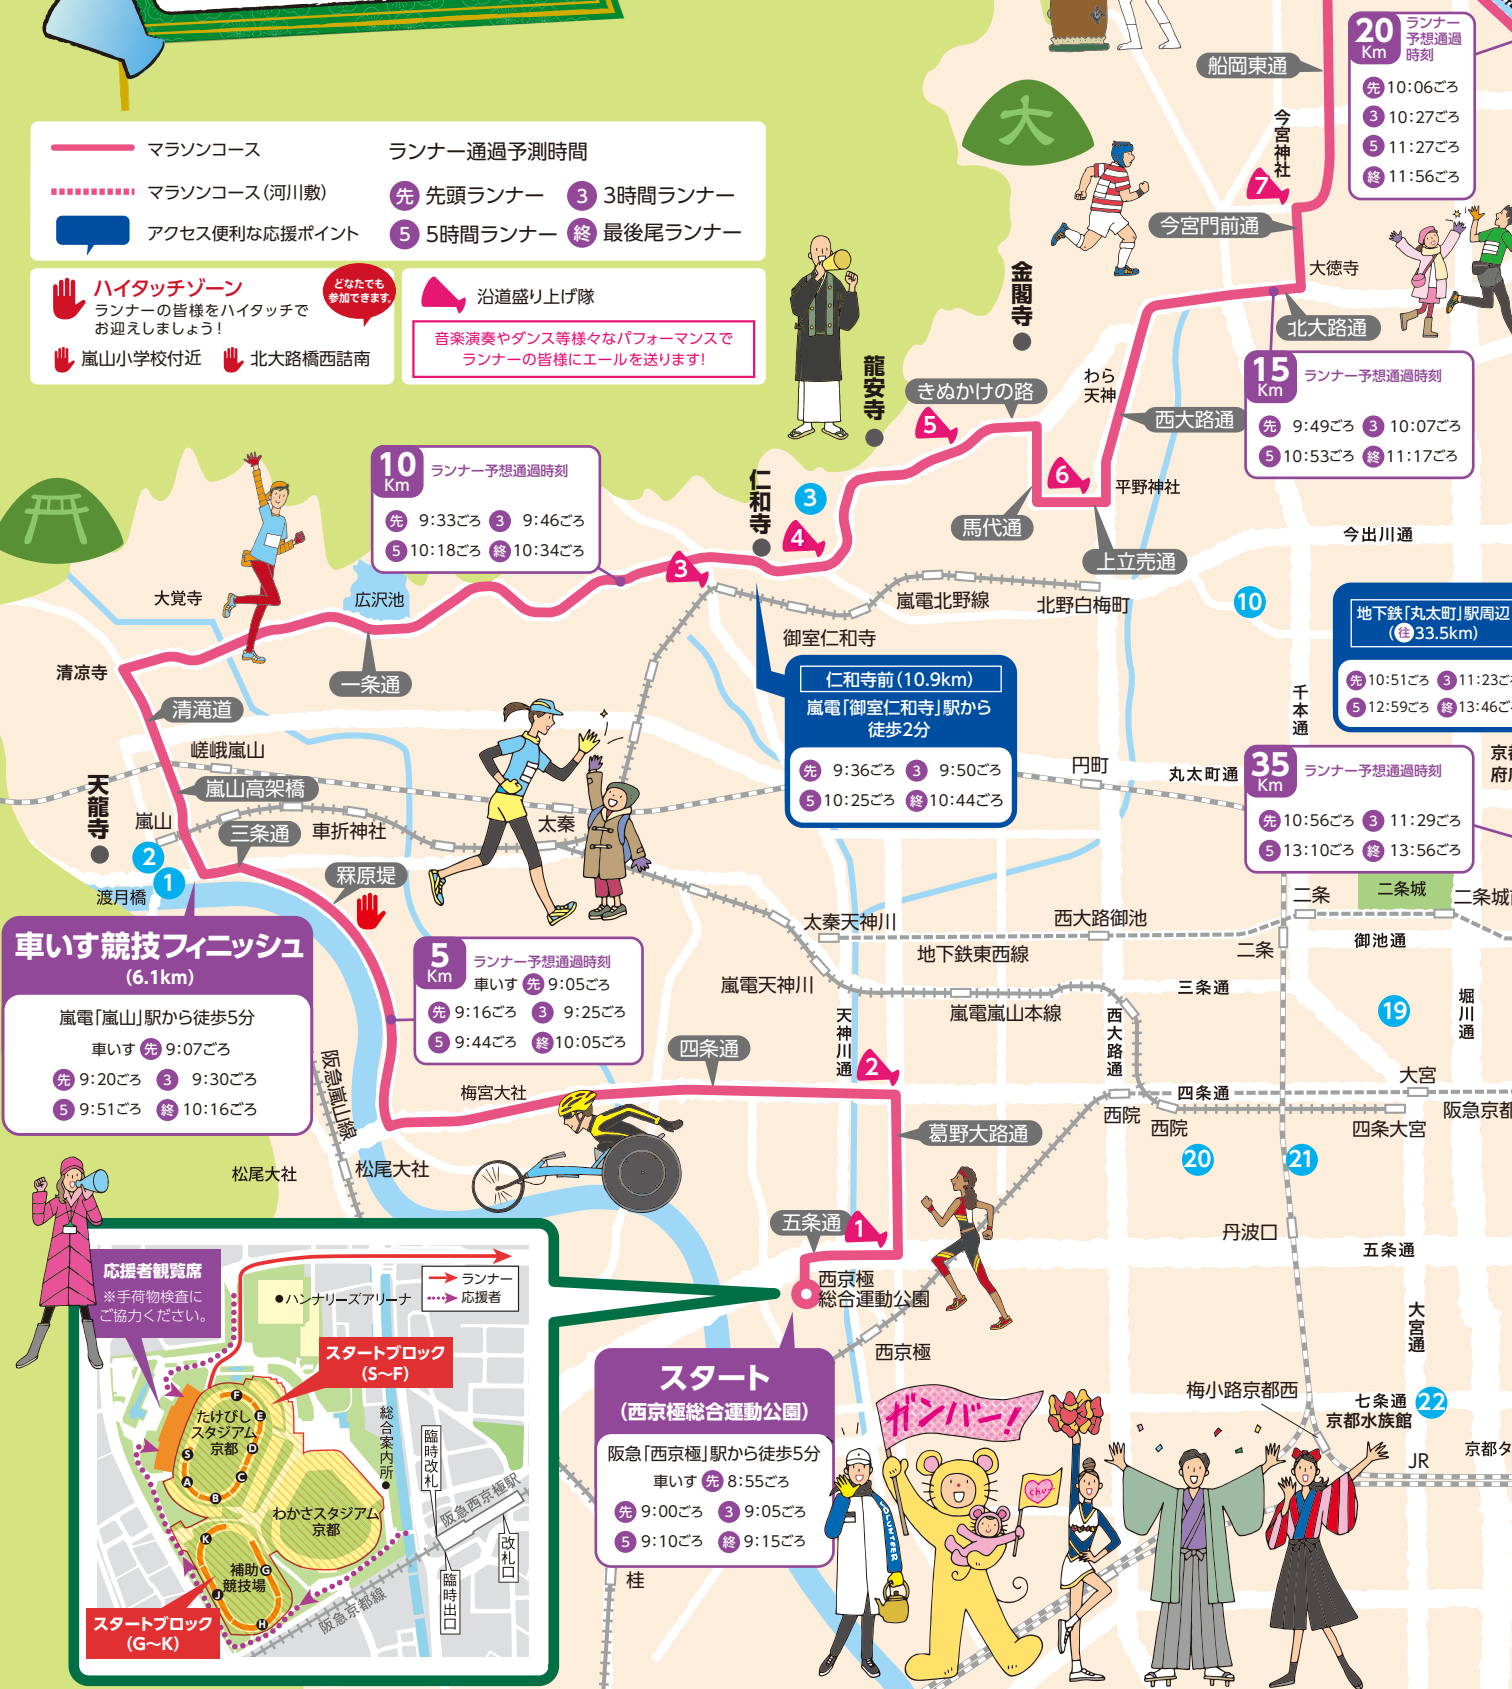 マラソンコース
マラソンコース（河川敷）
アクセス便利な応援ポイント
ランナー通過予測時間
先 先頭ランナー 3 3時間ランナー
5 5時間ランナー 終 最後尾ランナー
ハイタッチゾーン
ランナーの皆様をハイタッチで
お迎えしましょう！
どなたでも
参加できます。
嵐山小学校付近 北大路橋西詰南
沿道盛り上げ隊
音楽演奏やダンス等様々なパフォーマンスで
ランナーの皆様にエールを送ります！
大
船岡東通
今宮神社
7
今宮門前通
大徳寺
北大路通
20Km
ランナー
予想通過
時刻
先 10:06ごろ
3 10:27ごろ
5 11:27ごろ
終 11:56ごろ
15Km
ランナー予想通過時刻
先 9:49ごろ 3 10:07ごろ
5 10:53ごろ 終 11:17ごろ
金閣寺
龍安寺
きぬかけの路
わら
天神
西大路通
5
6
平野神社
馬代通
上立売通
今出川通
仁和寺
3
4
3
10Km
ランナー予想通過時刻
先 9:33ごろ 3 9:46ごろ
5 10:18ごろ 終 10:34ごろ
大覚寺
広沢池
清凉寺
一条通
清滝道
嵐電北野線
北野白梅町
10
御室仁和寺
仁和寺前（10.9km）
嵐電「御室仁和寺」駅から
徒歩2分
先 9:36ごろ 3 9:50ごろ
5 10:25ごろ 終 10:44ごろ
地下鉄「丸太町」駅周辺
（往33.5km）
先 10:51ごろ 3 11:23ご
5 12:59ごろ 終 13:46ご
千本通
嵯峨嵐山
嵐山高架橋
天龍寺
嵐山
三条通
車折神社
太秦
円町
丸太町通
35Km
ランナー予想通過時刻
先 10:56ごろ 3 11:29ごろ
5 13:10ごろ 終 13:56ごろ
2
1
渡月橋
罧原堤
車いす競技フィニッシュ
（6.1km）
嵐電「嵐山」駅から徒歩5分
車いす 先 9:07ごろ
先 9:20ごろ 3 9:30ごろ
5 9:51ごろ 終 10:16ごろ
5Km
ランナー予想通過時刻
車いす 先 9:05ごろ
先 9:16ごろ 3 9:25ごろ
5 9:44ごろ 終 10:05ごろ
太秦天神川
西大路御池
二条
二条城
地下鉄東西線
二条
御池通
嵐電天神川
嵐電嵐山本線
三条通
天神川通
西大路通
19
堀川通
四条通
2
梅宮大社
阪急嵐山線
松尾大社
松尾大社
葛野大路通
西院
西院
四条通
大宮
四条大宮
20
21
五条通
1
丹波口
五条通
西京極
総合運動公園
西京極
大宮通
梅小路京都西
七条通
22
京都水族館
JR
桂
スタート
（西京極総合運動公園）
阪急「西京極」駅から徒歩5分
車いす 先 8:55ごろ
先 9:00ごろ 3 9:05ごろ
5 9:10ごろ 終 9:15ごろ
ガンバー！
chu
VOLUNTEER
応援者観覧席
※手荷物検査に
ご協力ください。
ハンナリーズアリーナ
ランナー
応援者
スタートブロック
（S〜F）
たけびし
スタジアム
京都
F
E
D
C
B
A
S
わかさスタジアム
京都
総合案内所
臨時改札
阪急西京極駅
改札口
臨時出口
阪急京都線
K
補助
競技場
G
J
H
スタートブロック
（G〜K）